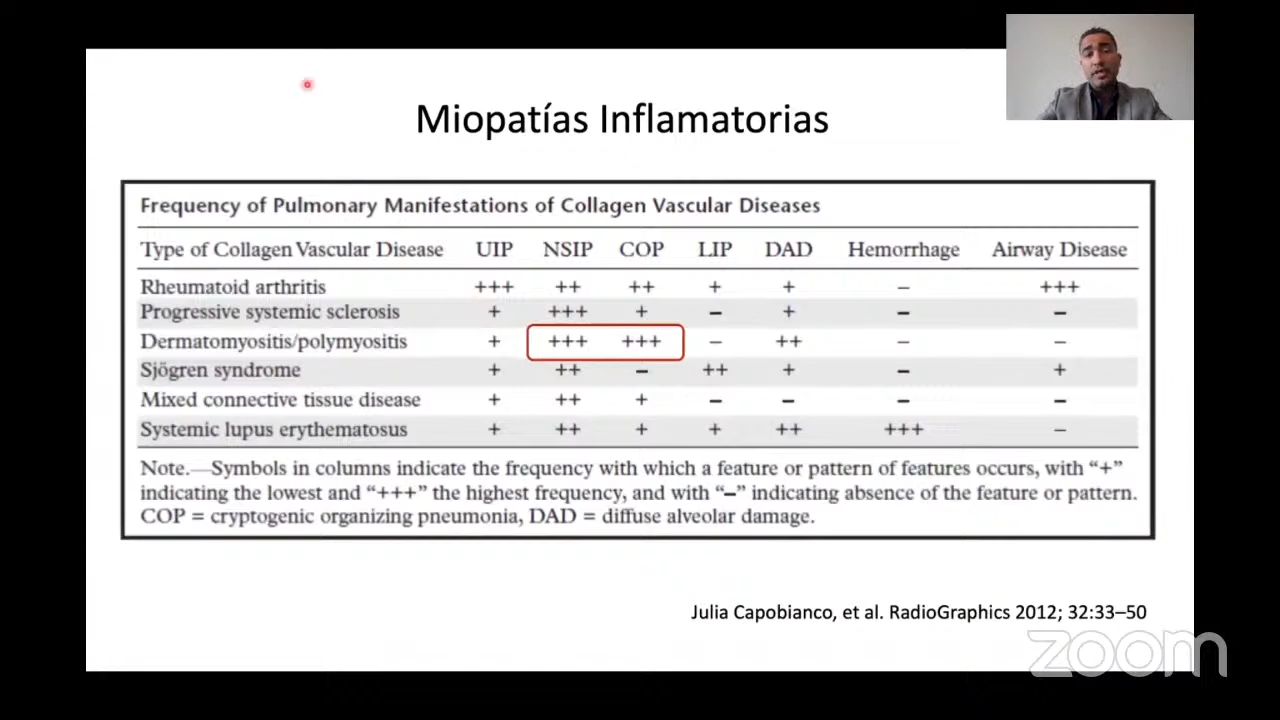 Miopatías Inflamatorias
Frequency of Pulmonary Manifestations of Collagen Vascular Diseases
Type of Collagen Vascular Disease UIP NSIP COP LIP DAD Hemorrhage Airway Disease
Rheumatoid arthritis +++ ++ ++ + + – +++
Progressive systemic sclerosis + +++ + – + – –
Dermatomyositis/polymyositis + +++ +++ – ++ – –
Sjögren syndrome + ++ – ++ + – +
Mixed connective tissue disease + ++ + – – – –
Systemic lupus erythematosus + ++ + + ++ +++ –
Note.—Symbols in columns indicate the frequency with which a feature or pattern of features occurs, with “+”
indicating the lowest and “+++” the highest frequency, and with “–” indicating absence of the feature or pattern.
COP = cryptogenic organizing pneumonia, DAD = diffuse alveolar damage.
Julia Capobianco, et al. RadioGraphics 2012; 32:33–50
zoom